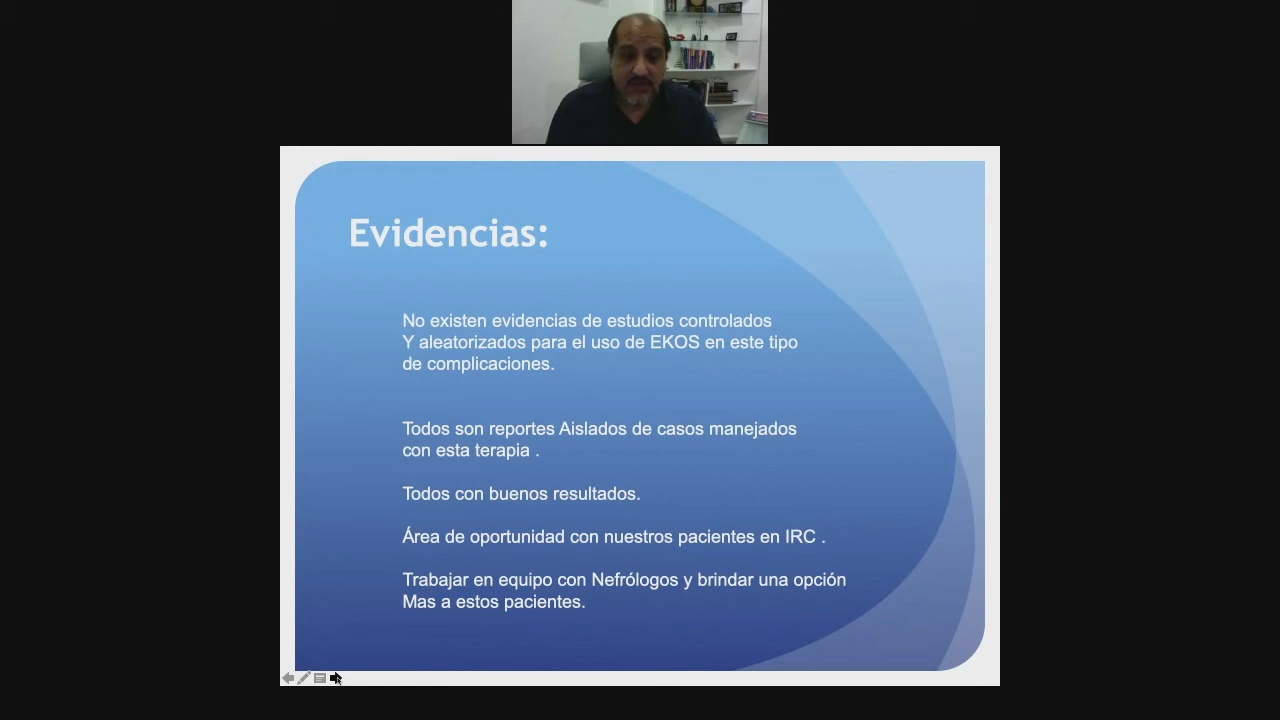 Evidencias:
No existen evidencias de estudios controlados
Y aleatorizados para el uso de EKOS en este tipo
de complicaciones.
Todos son reportes Aislados de casos manejados
con esta terapia .
Todos con buenos resultados.
Área de oportunidad con nuestros pacientes en IRC .
Trabajar en equipo con Nefrólogos y brindar una opción
Mas a estos pacientes.